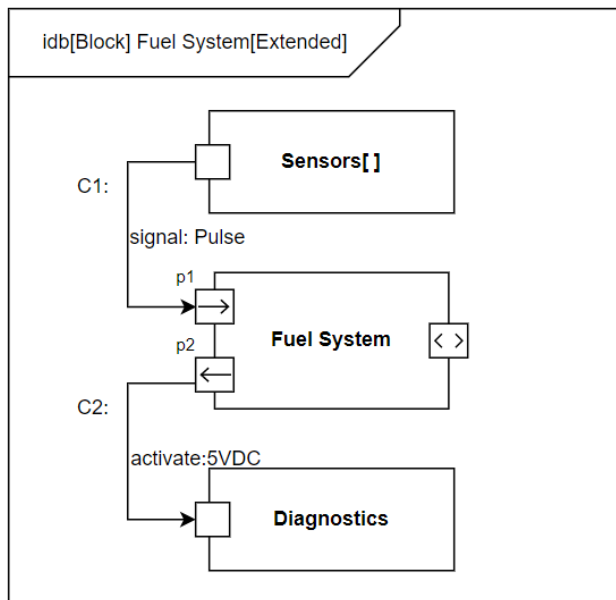 idb[Block] Fuel System[Extended]
Sensors[ ]
C1:
signal: Pulse
p1
Fuel System
p2
C2:
activate:5VDC
Diagnostics